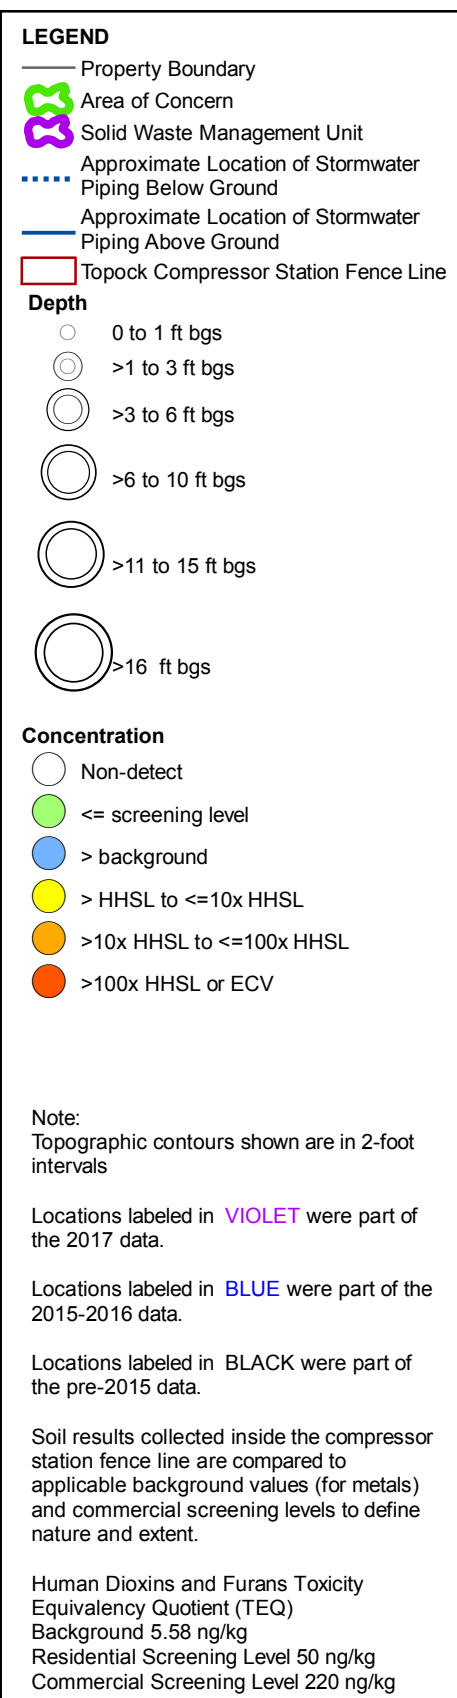 LEGEND
Property Boundary
Area of Concern
Solid Waste Management Unit
Approximate Location of Stormwater
Piping Below Ground
Approximate Location of Stormwater
Piping Above Ground
Topock Compressor Station Fence Line
Depth
0 to 1 ft bgs
>1 to 3 ft bgs
>3 to 6 ft bgs
>6 to 10 ft bgs
>11 to 15 ft bgs
>16 ft bgs
Concentration
Non-detect
<= screening level
> background
> HHSL to <=10x HHSL
>10x HHSL to <=100x HHSL
>100x HHSL or ECV
Note:
Topographic contours shown are in 2-foot
intervals
Locations labeled in VIOLET were part of
the 2017 data.
Locations labeled in BLUE were part of the
2015-2016 data.
Locations labeled in BLACK were part of
the pre-2015 data.
Soil results collected inside the compressor
station fence line are compared to
applicable background values (for metals)
and commercial screening levels to define
nature and extent.
Human Dioxins and Furans Toxicity
Equivalency Quotient (TEQ)
Background 5.58 ng/kg
Residential Screening Level 50 ng/kg
Commercial Screening Level 220 ng/kg